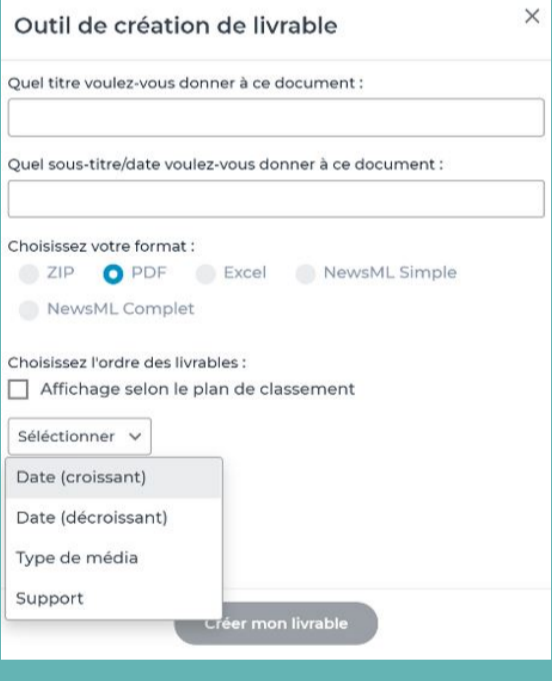 Outil de création de livrable
Quel titre voulez-vous donner à ce document :
Quel sous-titre/date voulez-vous donner à ce document :
Choisissez votre format :
ZIP PDF Excel NewsML Simple
NewsML Complet
Choisissez l'ordre des livrables :
Affichage selon le plan de classement
Séléctionner
Date (croissant)
Date (décroissant)
Type de média
Support
Créer mon livrable